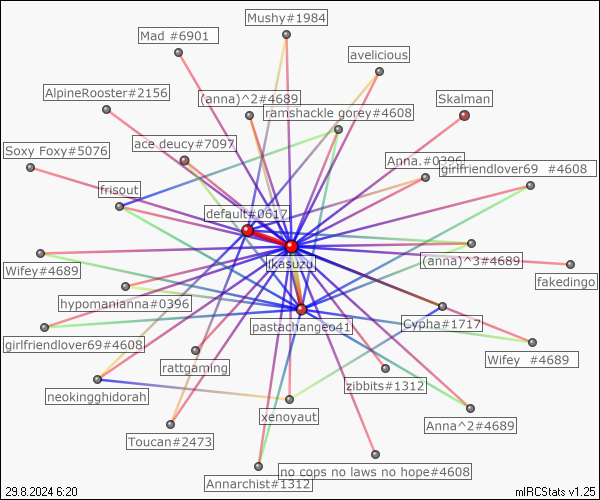 Mushy#1984
Mad #6901
avelicious
AlpineRooster#2156
(anna)^2#4689
Skalman
ramshackle gorey#4608
ace deucy#7097
Soxy Foxy#5076
Anna.#0396
girlfriendlover69 #4608
frisout
default#0617
ikasuzu
(anna)^3#4689
Wifey#4689
fakedingo
hypomanianna#0396
pastachangeo41
Cypha#1717
girlfriendlover69#4608
Wifey #4689
rattgaming
zibbits#1312
neokingghidorah
xenoyaut
Anna^2#4689
Toucan#2473
no cops no laws no hope#4608
Annarchist#1312
29.8.2024 6:20
mIRCStats v1.25